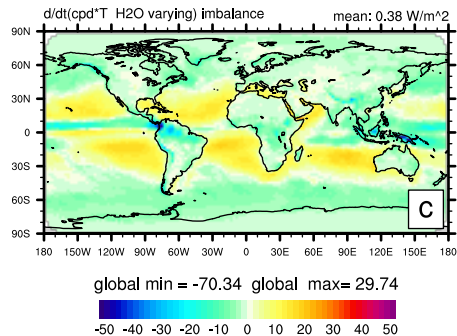 d/dt(cpd*T  H2O varying) imbalance mean: 0.38 W/m^2
90N
60N
30N
0
30S
60S
90S
C
180 150W 120W 90W 60W 30W 0 30E 60E 90E 120E 150E 180
global min = -70.34 global max= 29.74
-50 -40 -30 -20 -10 0 10 20 30 40 50